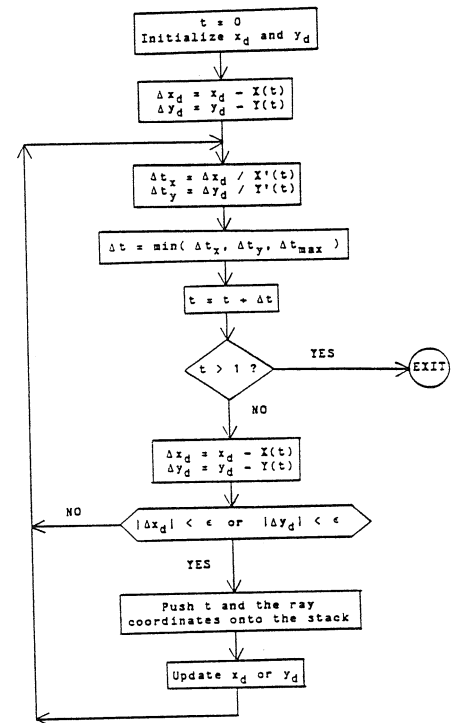 t = 0
Initialize x_d and y_d
Δx_d = x_d - X(t)
Δy_d = y_d - Y(t)
Δt_x = Δx_d / X'(t)
Δt_y = Δy_d / Y'(t)
Δt = min( Δt_x, Δt_y, Δt_max )
t = t + Δt
t > 1 ?
YES
EXIT
NO
Δx_d = x_d - X(t)
Δy_d = y_d - Y(t)
NO
|Δx_d| < ϵ or |Δy_d| < ϵ
YES
Push t and the ray
coordinates onto the stack
Update x_d or y_d